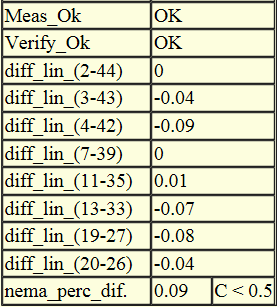 Meas_Ok OK
Verify_Ok OK
diff_lin_(2-44) 0
diff_lin_(3-43) -0.04
diff_lin_(4-42) -0.09
diff_lin_(7-39) 0
diff_lin_(11-35) 0.01
diff_lin_(13-33) -0.07
diff_lin_(19-27) -0.08
diff_lin_(20-26) -0.04
nema_perc_dif. 0.09 C < 0.5